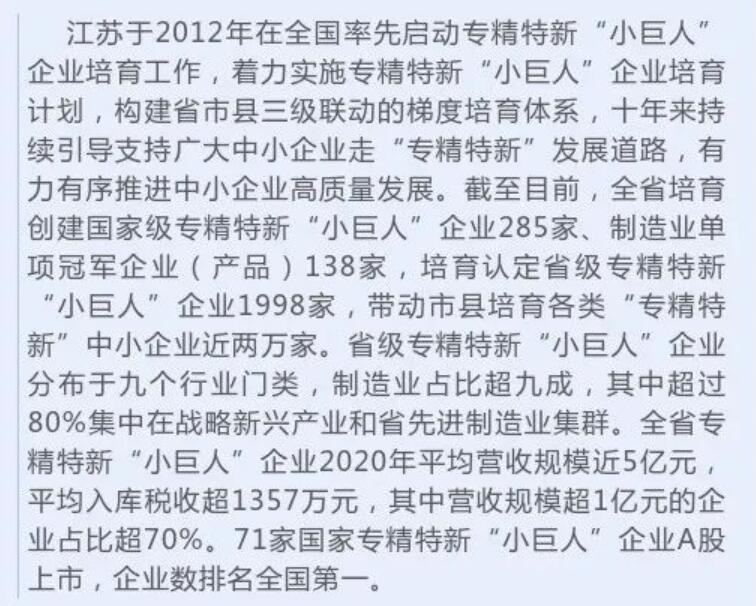 江苏于2012年在全国率先启动专精特新“小巨人”
企业培育工作，着力实施专精特新“小巨人”企业培育
计划，构建省市县三级联动的梯度培育体系，十年来持
续引导支持广大中小企业走“专精特新”发展道路，有
力有序推进中小企业高质量发展。截至目前，全省培育
创建国家级专精特新“小巨人”企业285家、制造业单
项冠军企业（产品）138家，培育认定省级专精特新
“小巨人”企业1998家，带动市县培育各类“专精特
新”中小企业近两万家。省级专精特新“小巨人”企业
分布于九个行业门类，制造业占比超九成，其中超过
80%集中在战略新兴产业和省先进制造业集群。全省专
精特新“小巨人”企业2020年平均营收规模近5亿元，
平均入库税收超1357万元，其中营收规模超1亿元的企
业占比超70%。71家国家专精特新“小巨人”企业A股
上市，企业数排名全国第一。